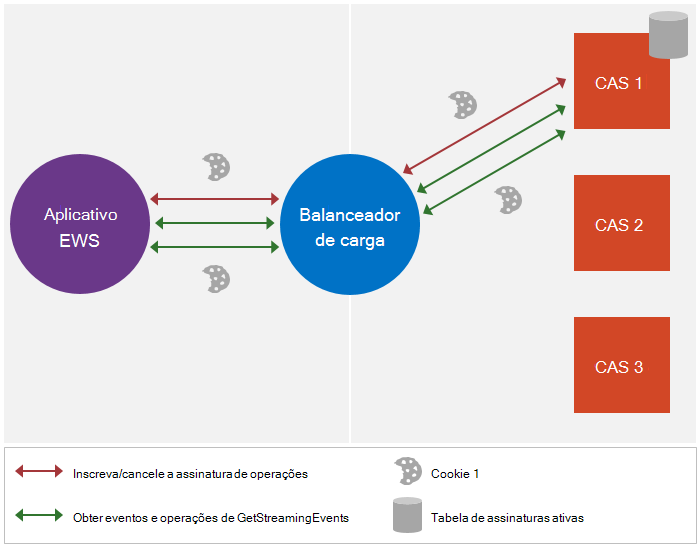 Aplicativo
EWS
Balanceador
de carga
CAS 1
CAS 2
CAS 3
Inscreva/cancele a assinatura de operações
Cookie 1
Obter eventos e operações de GetStreamingEvents
Tabela de assinaturas ativas